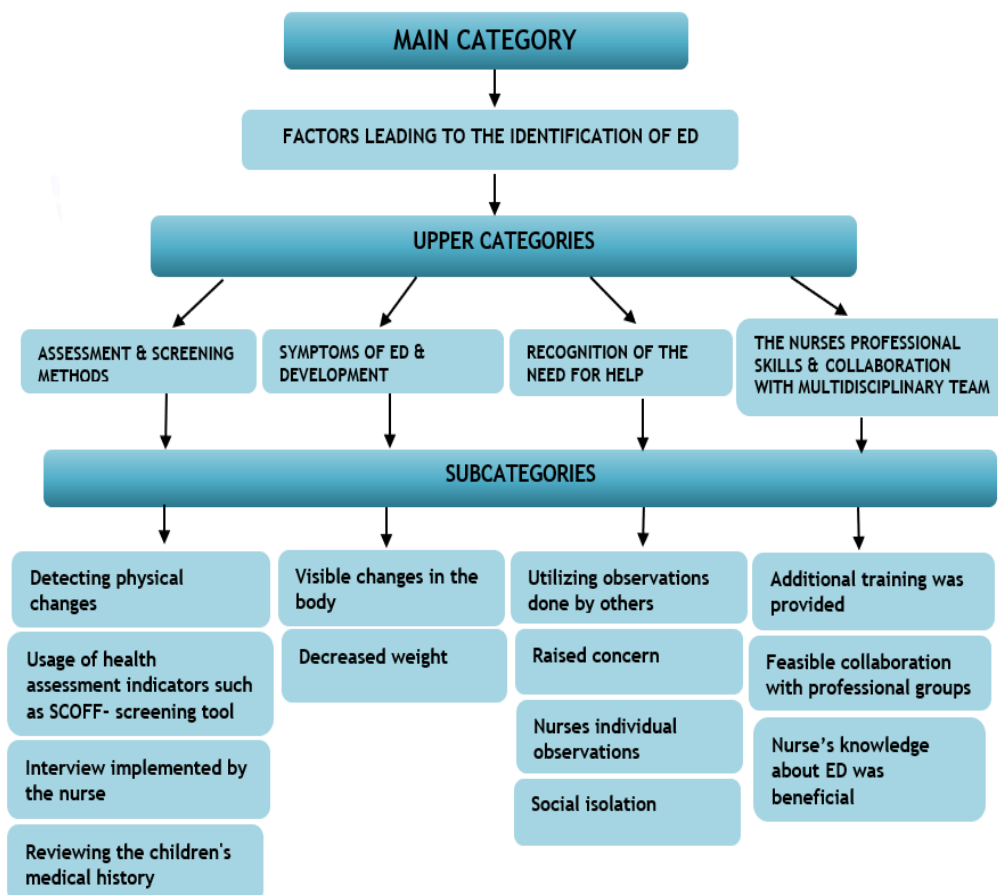 MAIN CATEGORY
FACTORS LEADING TO THE IDENTIFICATION OF ED
UPPER CATEGORIES
ASSESSMENT & SCREENING
METHODS
SYMPTOMS OF ED &
DEVELOPMENT
RECOGNITION OF THE
NEED FOR HELP
THE NURSES PROFESSIONAL
SKILLS & COLLABORATION
WITH MULTIDISCIPLINARY TEAM
SUBCATEGORIES
Detecting physical
changes
Usage of health
assessment indicators such
as SCOFF- screening tool
Interview implemented by
the nurse
Reviewing the children's
medical history
Visible changes in the
body
Decreased weight
Utilizing observations
done by others
Raised concern
Nurses individual
observations
Social isolation
Additional training was
provided
Feasible collaboration
with professional groups
Nurse’s knowledge
about ED was
beneficial